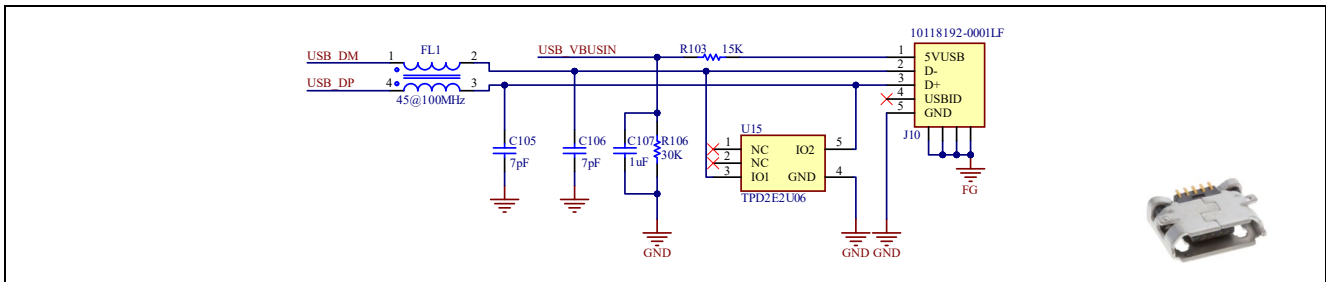 10118192-0001LF
USB_DM 1 FL1 2 USB_VBUSIN R103 15K 1 5VUSB
2 D-
USB_DP 4 3 3 D+
45@100MHz 4 USBID
5 GND
J10
U15
C105 C106 C107 R106 1 NC IO2 5
7pF 7pF 1uF 30K 2 NC
3 IO1 GND 4
TPD2E2U06
FG
GND GND GND